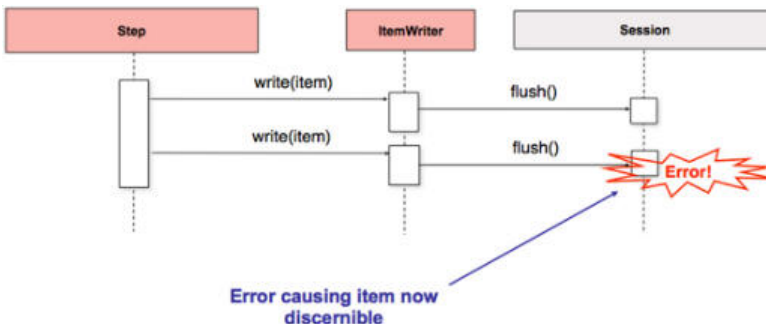 Step
ItemWriter
Session
write(item)
flush()
write(item)
flush()
Error!
Error causing item now
discernible